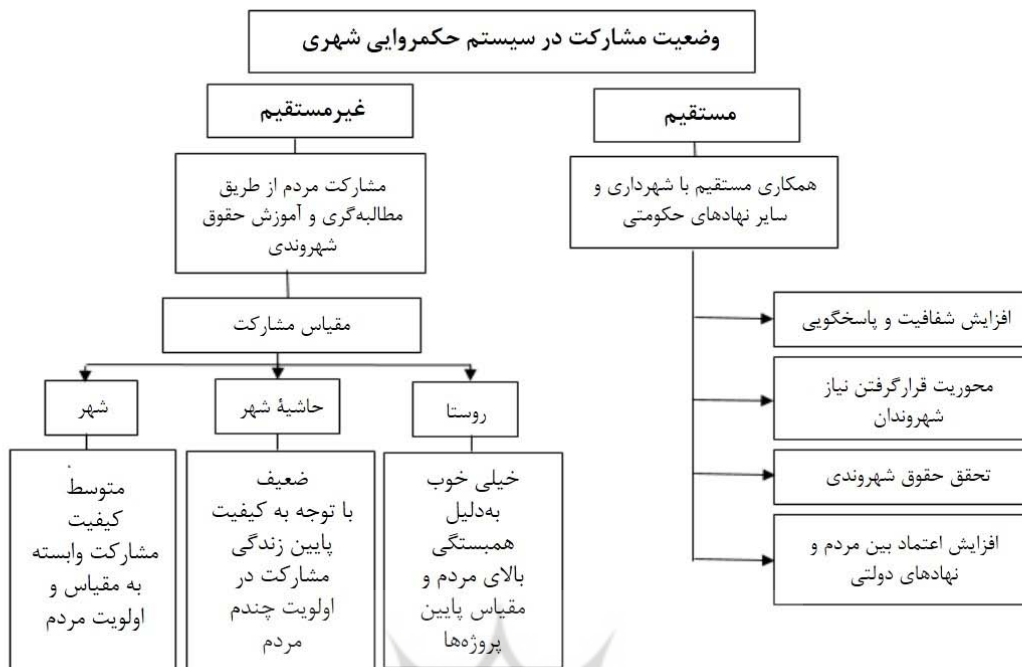 وضعیت مشارکت در سیستم حکمروایی شهری
مستقیم
همکاری مستقیم با شهرداری و
سایر نهادهای حکومتی
افزایش شفافیت و پاسخگویی
محوریت قرارگرفتن نیاز
شهروندان
تحقق حقوق شهروندی
افزایش اعتماد بین مردم و
نهادهای دولتی
غیرمستقیم
مشارکت مردم از طریق
مطالبه‌گری و آموزش حقوق
شهروندی
مقیاس مشارکت
روستا
خیلی خوب
به‌دلیل
همبستگی
بالای مردم و
مقیاس پایین
پروژه‌ها
حاشیۀ شهر
ضعیف
با توجه به کیفیت
پایین زندگی
مشارکت در
اولویت چندم
مردم
شهر
متوسط
کیفیت
مشارکت وابسته
به مقیاس و
اولویت مردم